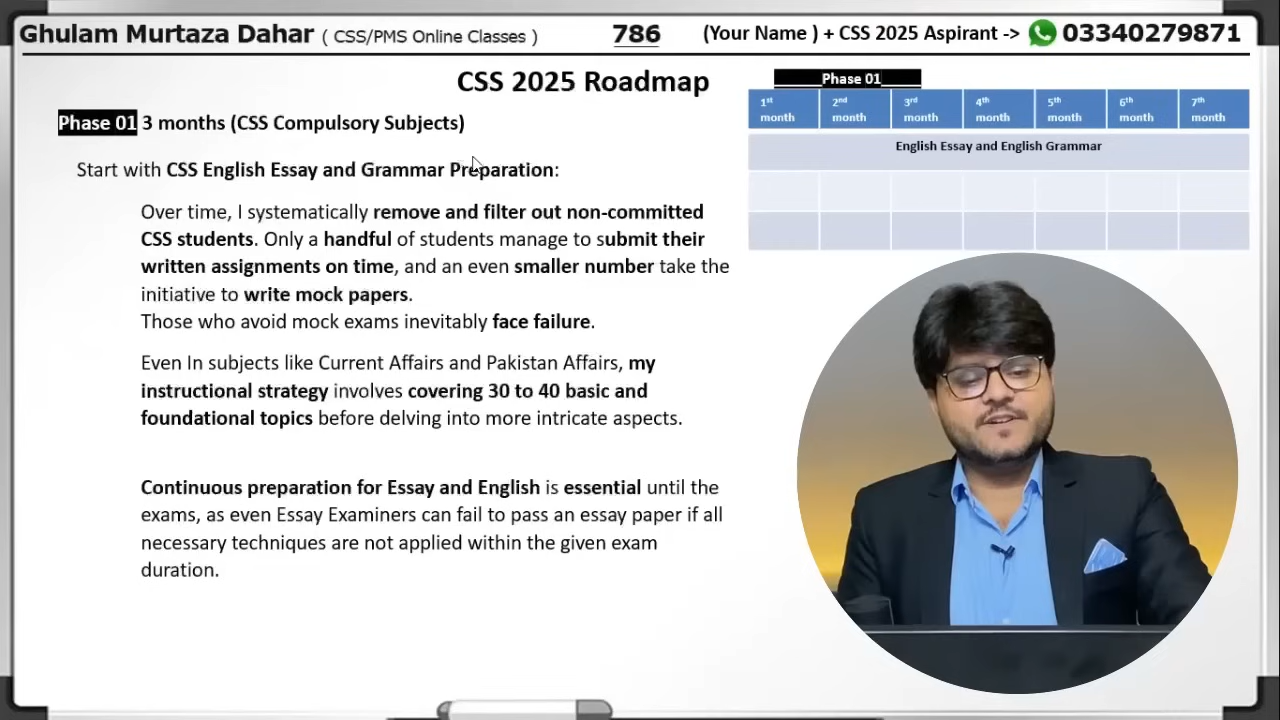 Ghulam Murtaza Dahar ( CSS/PMS Online Classes ) 786 (Your Name ) + CSS 2025 Aspirant -> 03340279871
CSS 2025 Roadmap
Phase 01 3 months (CSS Compulsory Subjects)
Start with CSS English Essay and Grammar Preparation:
Over time, I systematically remove and filter out non-committed
CSS students. Only a handful of students manage to submit their
written assignments on time, and an even smaller number take the
initiative to write mock papers.
Those who avoid mock exams inevitably face failure.
Even In subjects like Current Affairs and Pakistan Affairs, my
instructional strategy involves covering 30 to 40 basic and
foundational topics before delving into more intricate aspects.
Continuous preparation for Essay and English is essential until the
exams, as even Essay Examiners can fail to pass an essay paper if all
necessary techniques are not applied within the given exam
duration.
Phase 01
1st month 2nd month 3rd month 4th month 5th month 6th month 7th month
English Essay and English Grammar